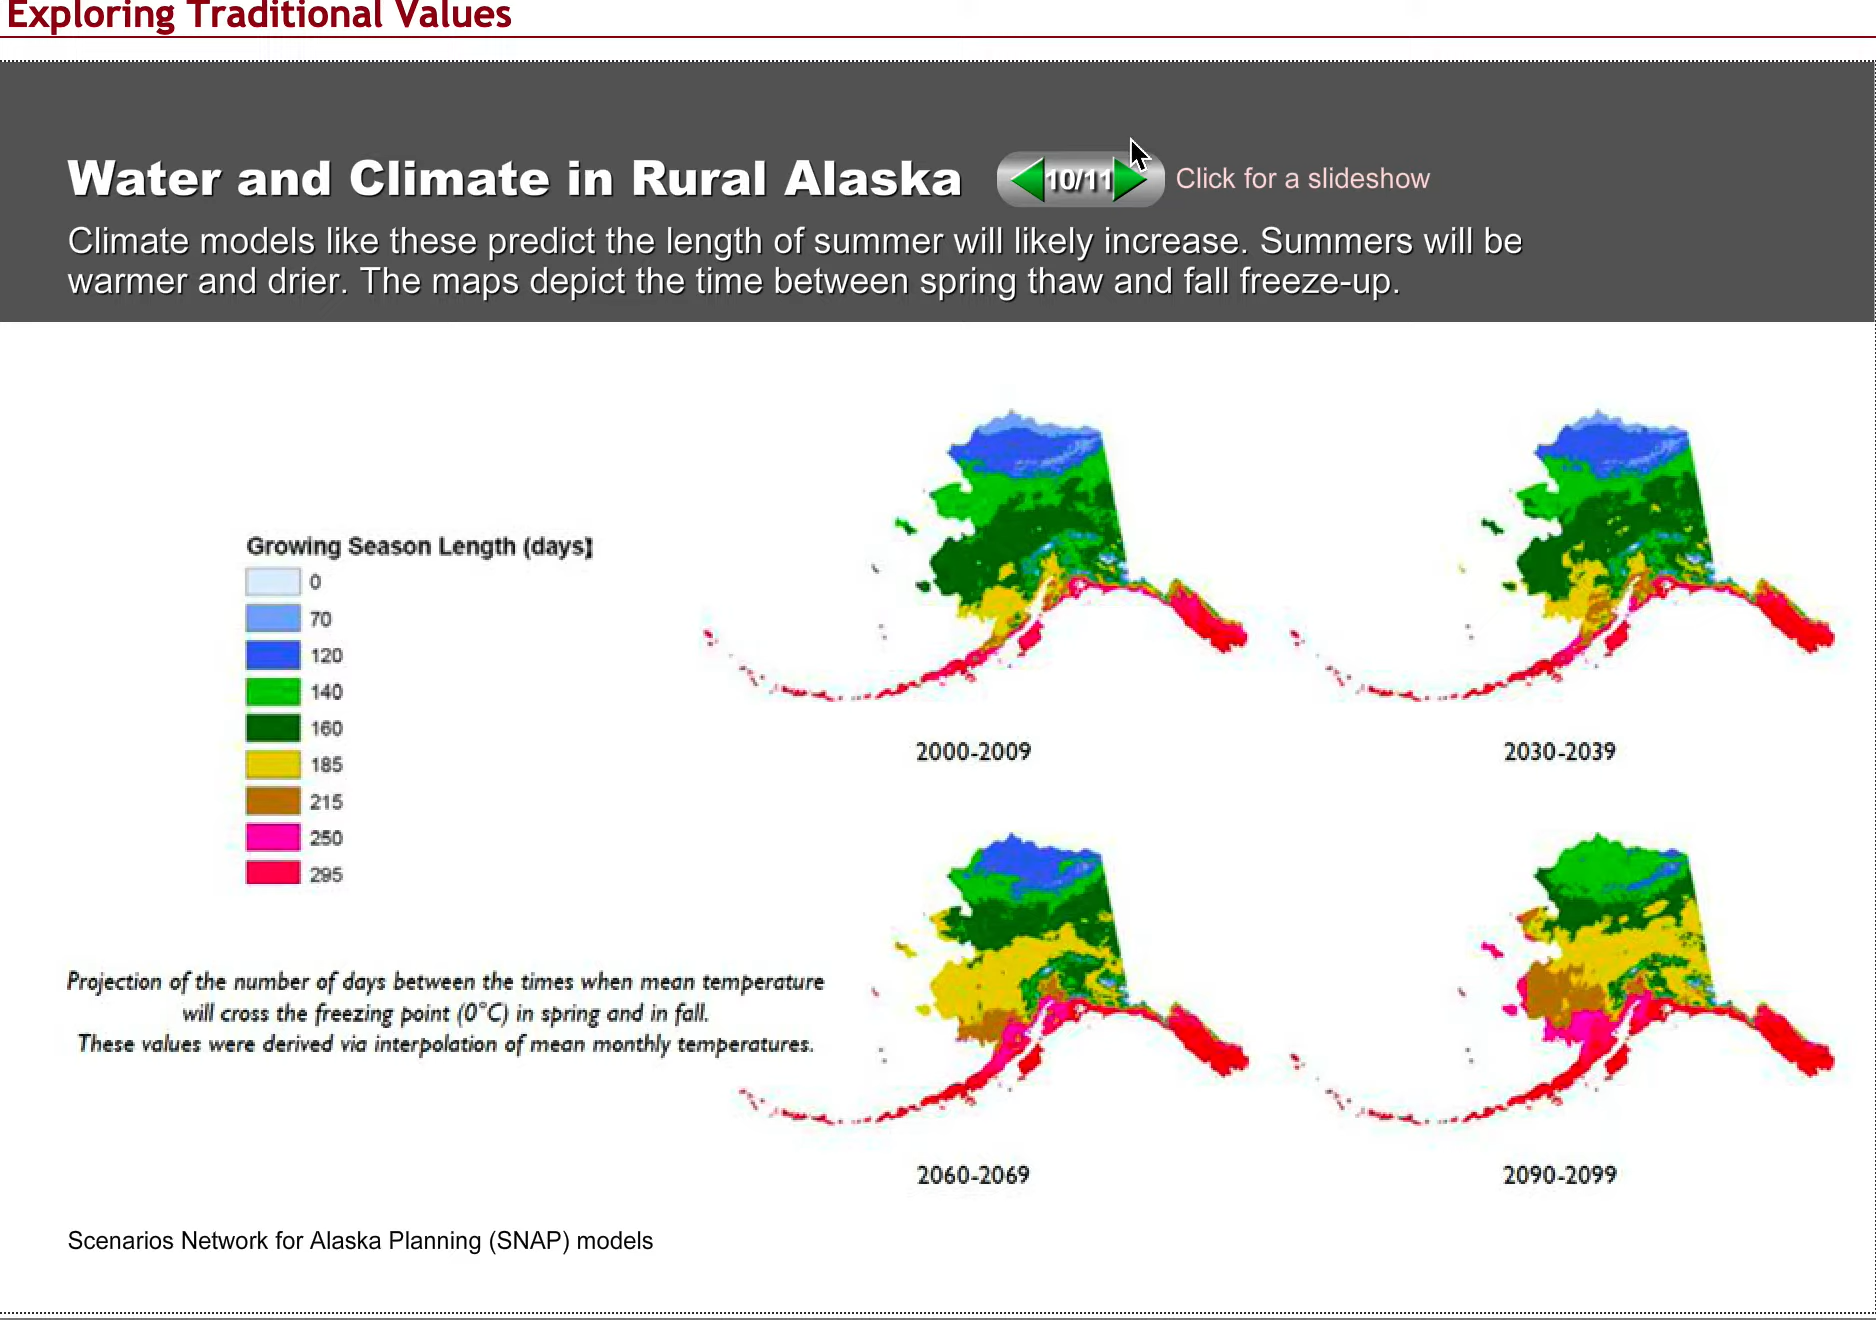 Exploring Traditional Values
Water and Climate in Rural Alaska
10/11
Click for a slideshow
Climate models like these predict the length of summer will likely increase. Summers will be
warmer and drier. The maps depict the time between spring thaw and fall freeze-up.
Growing Season Length (days)
0
70
120
140
160
185
215
250
295
2000-2009
2030-2039
Projection of the number of days between the times when mean temperature
will cross the freezing point (0°C) in spring and in fall.
These values were derived via interpolation of mean monthly temperatures.
2060-2069
2090-2099
Scenarios Network for Alaska Planning (SNAP) models